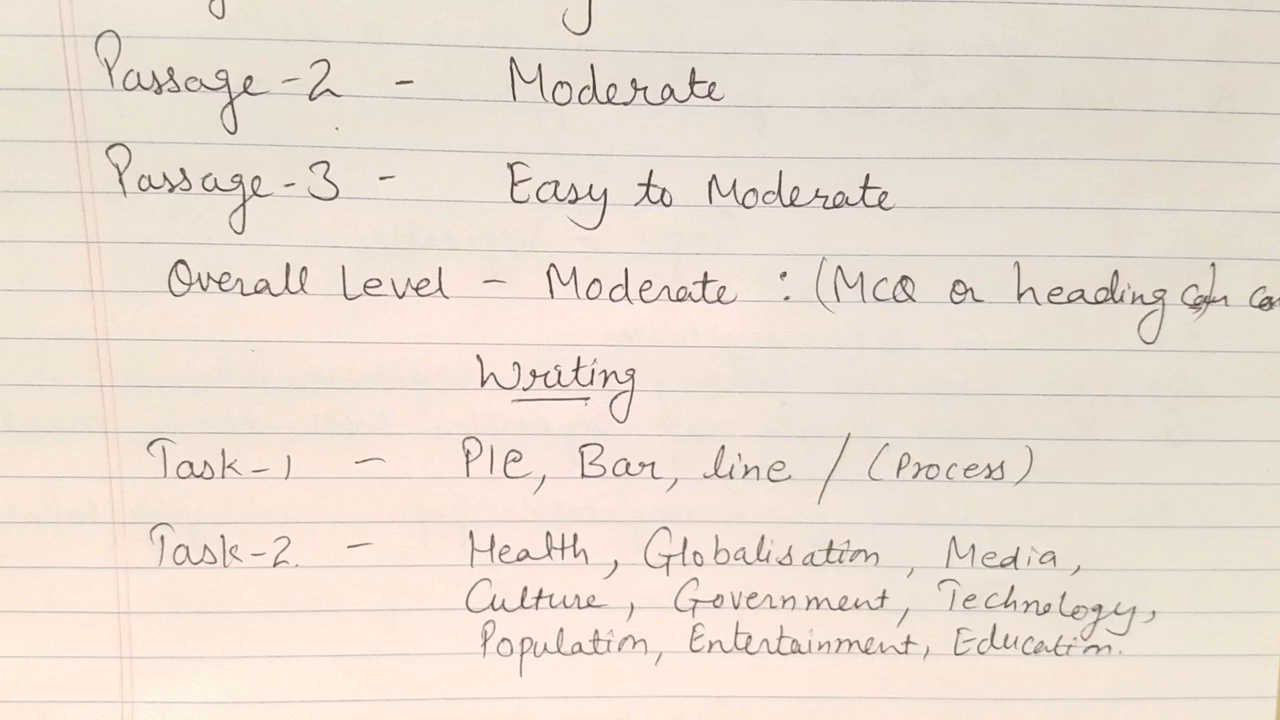 Passage-2 - Moderate
Passage-3 - Easy to Moderate
Overall Level - Moderate : (MCQ or heading can
Writing
Task-1 - PIe, Bar, line / (Process)
Task-2. - Health, Globalisation, Media,
Culture, Government, Technology,
Population, Entertainment, Education.